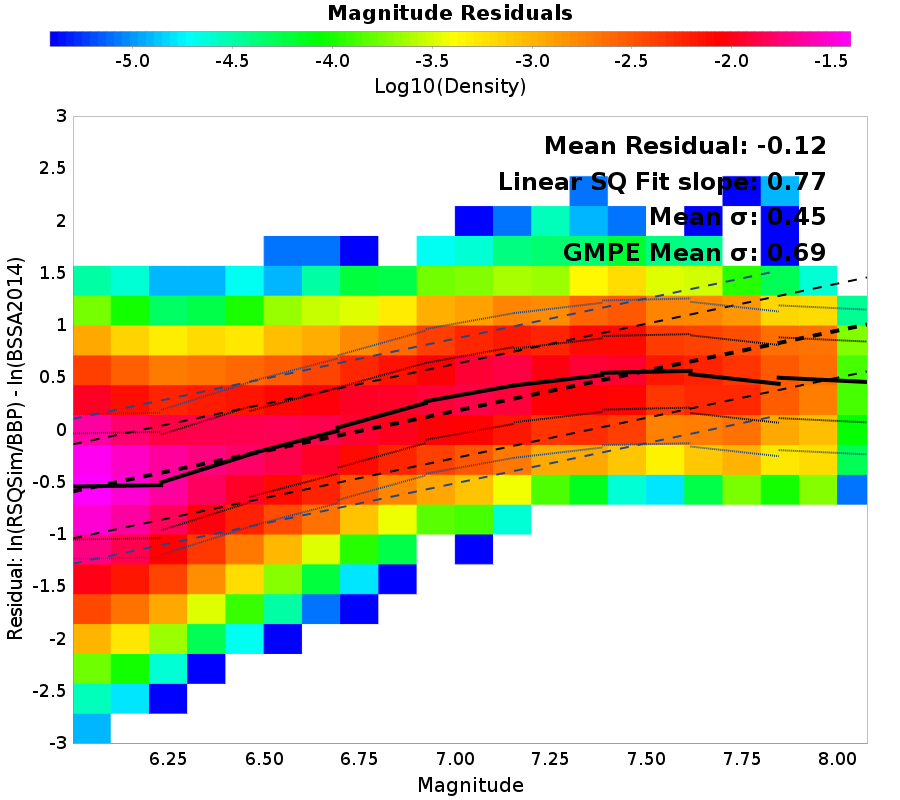 Magnitude Residuals
-5.0 -4.5 -4.0 -3.5 -3.0 -2.5 -2.0 -1.5
Log10(Density)
Mean Residual: -0.12
Linear SQ Fit slope: 0.77
Mean σ: 0.45
GMPE Mean σ: 0.69
3
2.5
2
1.5
1
0.5
0
-0.5
-1
-1.5
-2
-2.5
-3
Residual: ln(RSQSim/BBP) - ln(BSSA2014)
6.25 6.50 6.75 7.00 7.25 7.50 7.75 8.00
Magnitude